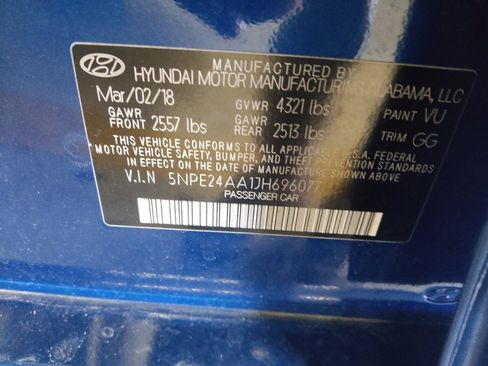 MANUFACTURED BY
HYUNDAI MOTOR MANUFACTURING ALABAMA, LLC
Mar/02/18 GVWR 4321 lbs PAINT VU
GAWR FRONT 2557 lbs GAWR REAR 2513 lbs TRIM GG
THIS VEHICLE CONFORMS TO ALL APPLICABLE U.S.A. FEDERAL
MOTOR VEHICLE SAFETY, BUMPER, AND THEFT PREVENTION STANDARDS
IN EFFECT ON THE DATE OF MANUFACTURE SHOWN ABOVE.
V.I.N 5NPE24AA1JH696077
PASSENGER CAR